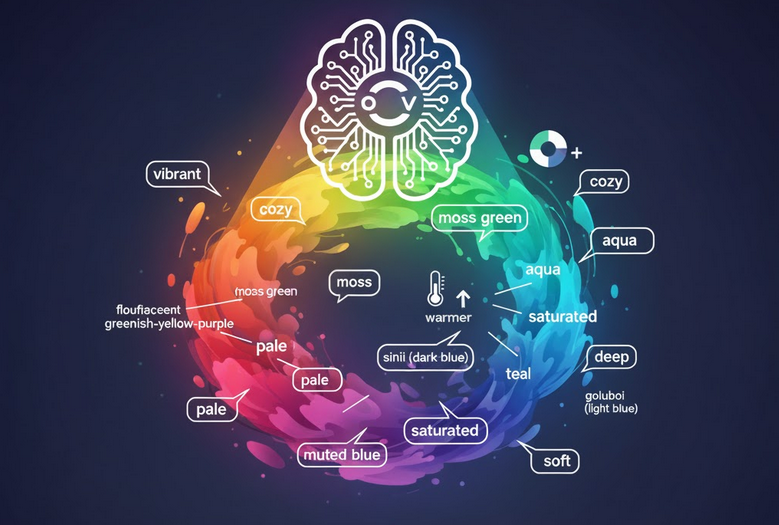 vibrant
cozy
cozy
moss green
aqua
moss
aqua
moss green
flouﬁaccent
greenish-yellow-purple
warmer
saturated
pale
sinii (dark blue)
deep
pale
teal
goluboi
(light blue)
pale
saturated
muted blue
soft